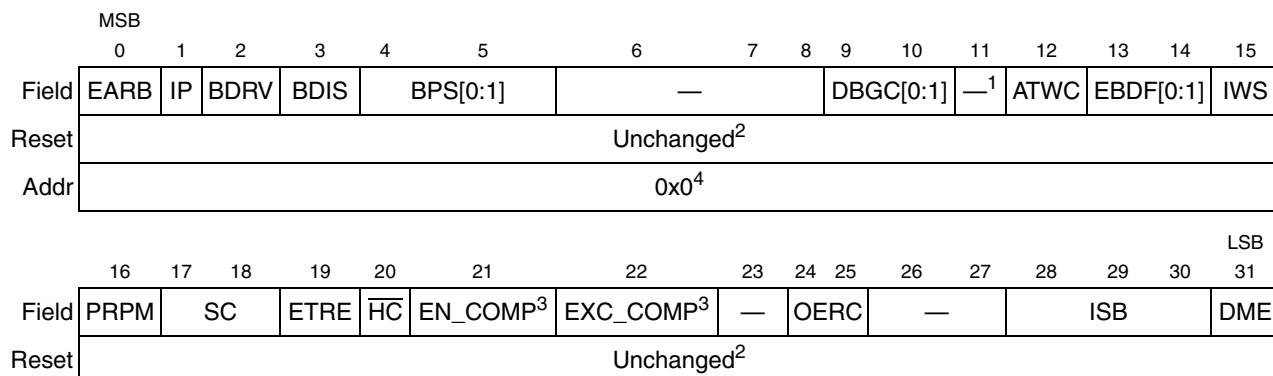 MSB
0 1 2 3 4 5 6 7 8 9 10 11 12 13 14 15
Field EARB IP BDRV BDIS BPS[0:1] — DBGC[0:1] —1 ATWC EBDF[0:1] IWS
Reset Unchanged2
Addr 0x04
LSB
16 17 18 19 20 21 22 23 24 25 26 27 28 29 30 31
Field PRPM SC ETRE HC EN_COMP3 EXC_COMP3 — OERC — ISB DME
Reset Unchanged2